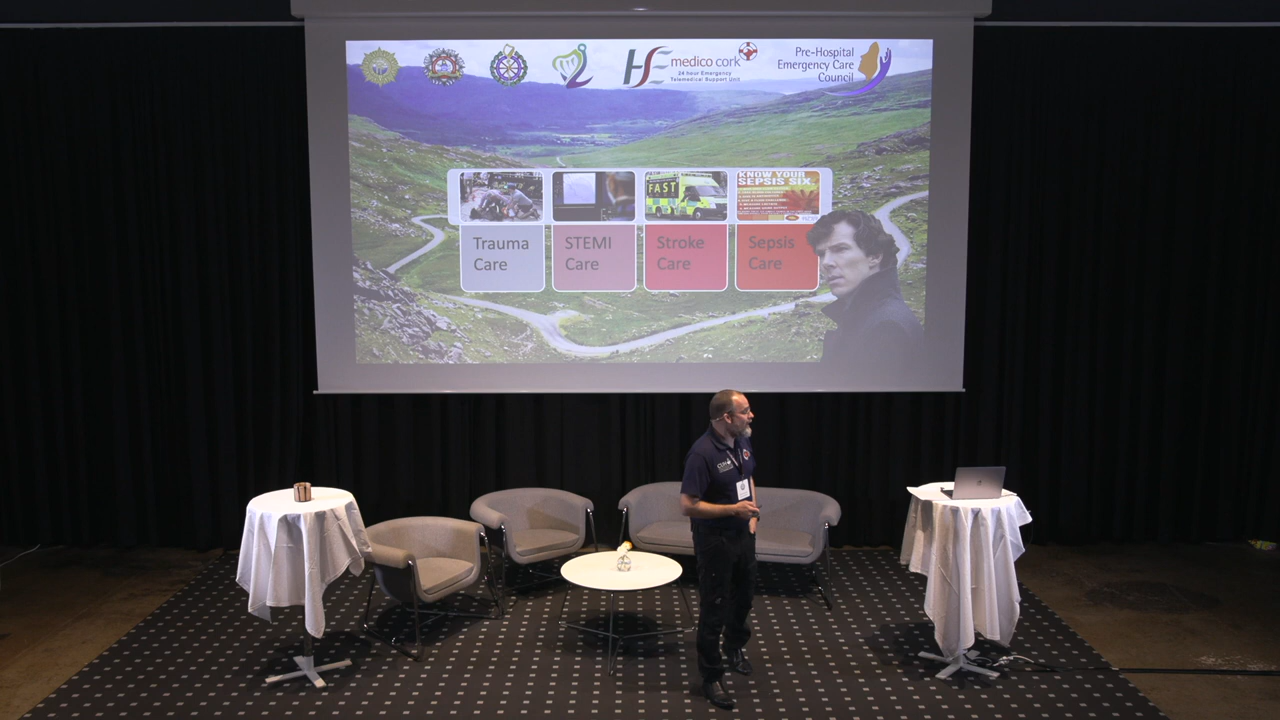 HSE
medico cork
24 hour Emergency
Telemedical Support Unit
Pre-Hospital
Emergency Care
Council
FAST
KNOW YOUR
SEPSIS SIX
Trauma
Care
STEMI
Care
Stroke
Care
Sepsis
Care